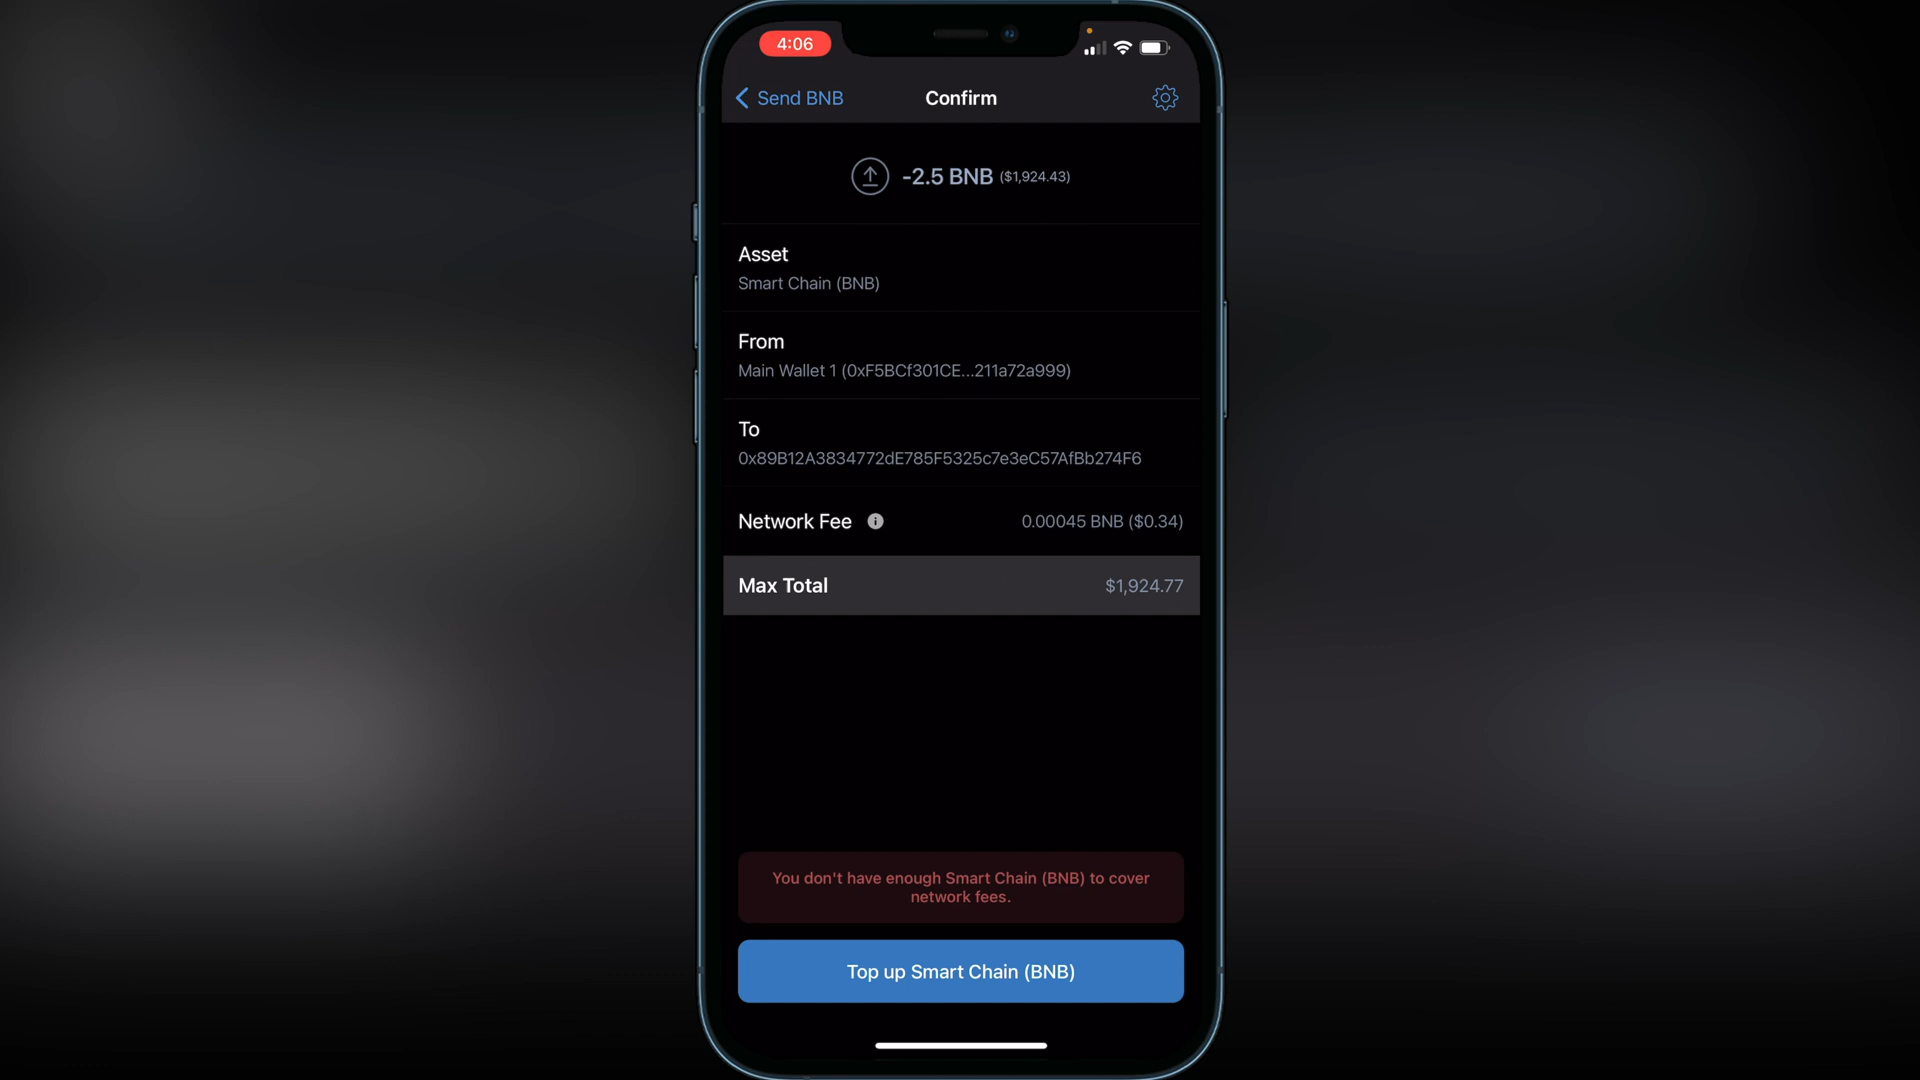 4:06
Send BNB
Confirm
-2.5 BNB ($1,924.43)
Asset
Smart Chain (BNB)
From
Main Wallet 1 (0xF5BCf301CE...211a72a999)
To
0x89B12A3834772dE785F5325c7e3eC57AfBb274F6
Network Fee 0.00045 BNB ($0.34)
Max Total $1,924.77
You don't have enough Smart Chain (BNB) to cover
network fees.
Top up Smart Chain (BNB)